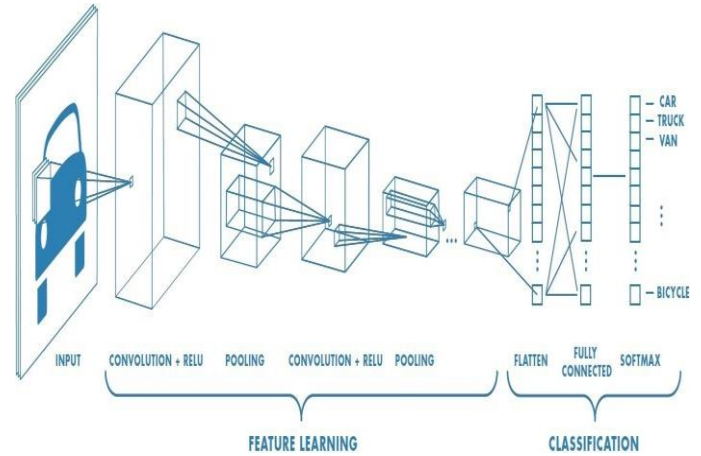 CAR
TRUCK
VAN
BICYCLE
INPUT
CONVOLUTION + RELU
POOLING
CONVOLUTION + RELU
POOLING
FLATTEN
FULLY
CONNECTED
SOFTMAX
FEATURE LEARNING
CLASSIFICATION